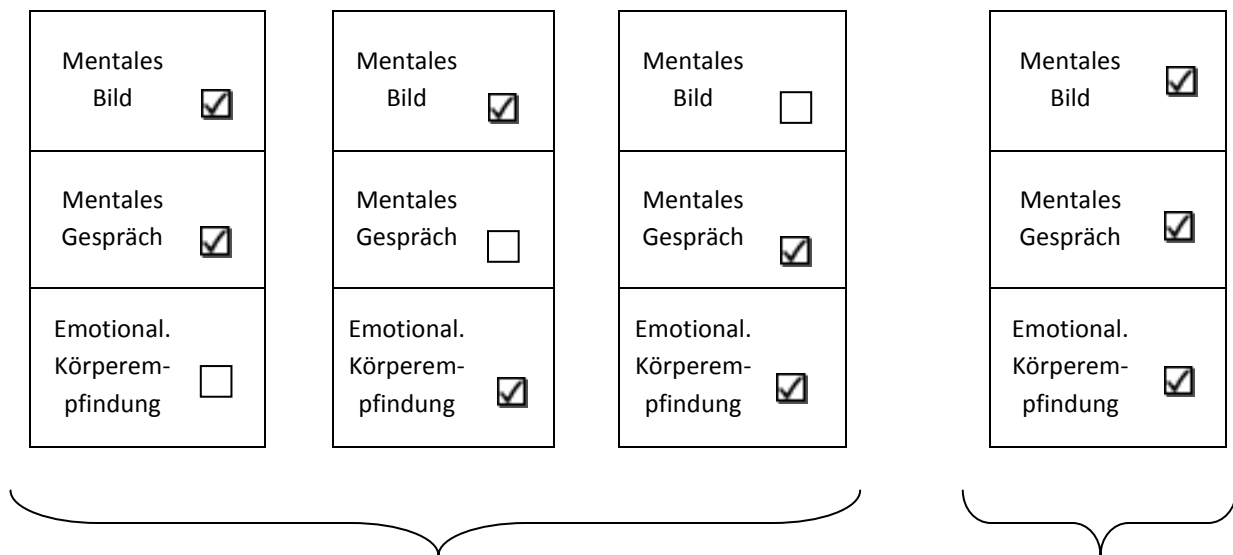 Mentales
Bild
Mentales
Gespräch
Emotional.
Körperem-
pfindung
Mentales
Bild
Mentales
Gespräch
Emotional.
Körperem-
pfindung
Mentales
Bild
Mentales
Gespräch
Emotional.
Körperem-
pfindung
Mentales
Bild
Mentales
Gespräch
Emotional.
Körperem-
pfindung